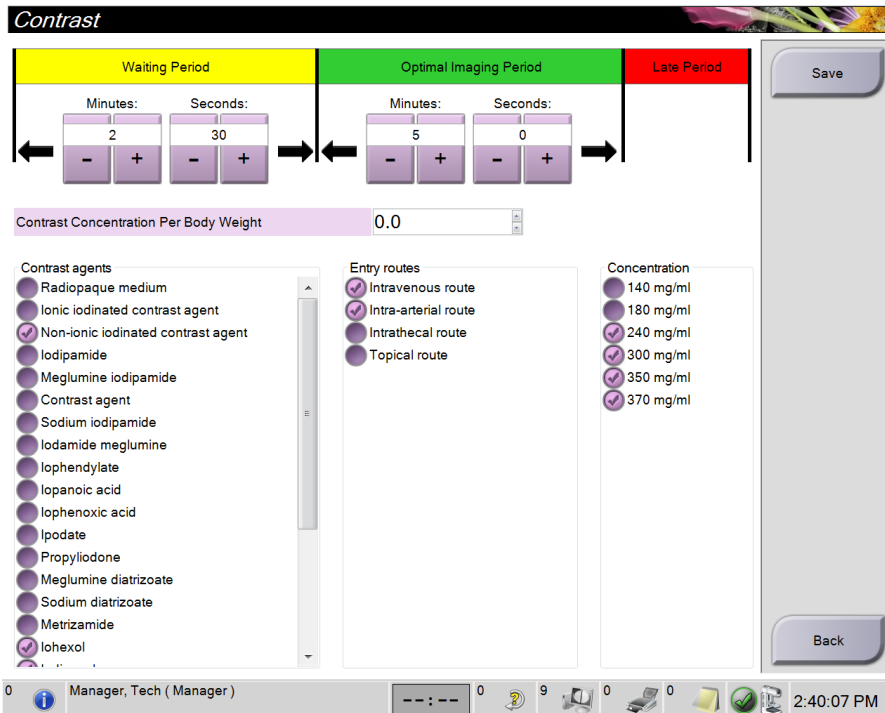 Contrast
Waiting Period
Optimal Imaging Period
Late Period
Save
Minutes:
Seconds:
Minutes:
Seconds:
2
30
5
0
- + - + - + - +
Contrast Concentration Per Body Weight
0.0
Contrast agents
Radiopaque medium
Ionic iodinated contrast agent
Non-ionic iodinated contrast agent
Iodipamide
Meglumine iodipamide
Contrast agent
Sodium iodipamide
Iodamide meglumine
Iophendylate
Iopanoic acid
Iophenoxic acid
Ipodate
Propyliodone
Meglumine diatrizoate
Sodium diatrizoate
Metrizamide
Iohexol
Entry routes
Intravenous route
Intra-arterial route
Intrathecal route
Topical route
Concentration
140 mg/ml
180 mg/ml
240 mg/ml
300 mg/ml
350 mg/ml
370 mg/ml
Back
0
Manager, Tech ( Manager )
--:--
0
9
0
0
2:40:07 PM